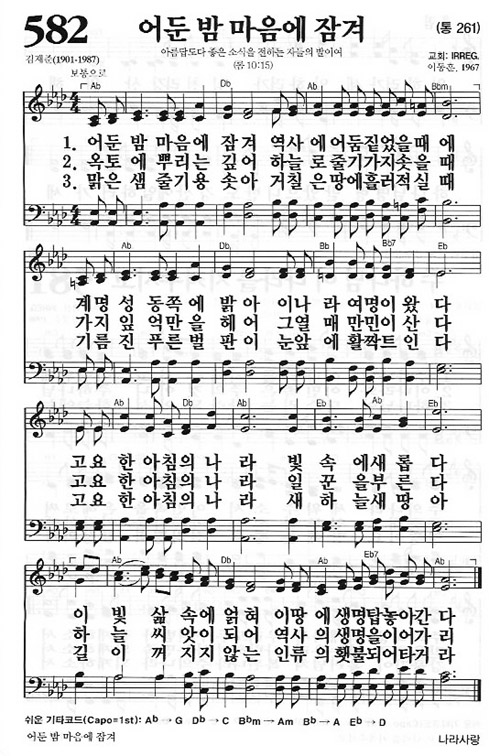 582
어둔 밤 마음에 잠겨
(통 261)
김재준(1901-1987)
아름답도다 좋은 소식을 전하는 자들의 발이여
교회: IRREG.
보통으로
(롬 10:15)
이동훈, 1967
Ab Db Ab Bbm
1. 어둔 밤 마음에 잠겨 역사에어둠짙었을때에
2. 옥토에뿌리는깊어 하늘로줄기가지솟을때
3. 맑은샘줄기용솟아 거칠은땅에흘러적실때
Ab Db Bb Bb7 Eb
계명성동쪽에밝아 이나라여명이왔다
가지잎억만을헤어 그열매만민이산다
기름진푸른벌판이 눈앞에활짝트인다
Ab Db Ab Eb Eb
고요한아침의나라 빛속에새롭다
고요한아침의나라 일꾼을부른다
고요한아침의나라 새하늘새땅아
Ab Db Ab Eb7 Ab
이빛삶속에얽혀 이땅에생명탑놓아간다
하늘씨앗이되어 역사의생명을이어가리
길이꺼지지않는 인류의횃불되어타거라
쉬운 기타코드(Capo=1st): Ab → G Db → C Bbm → Am Bb → A Eb → D
어둔 밤 마음에 잠겨
나라사랑